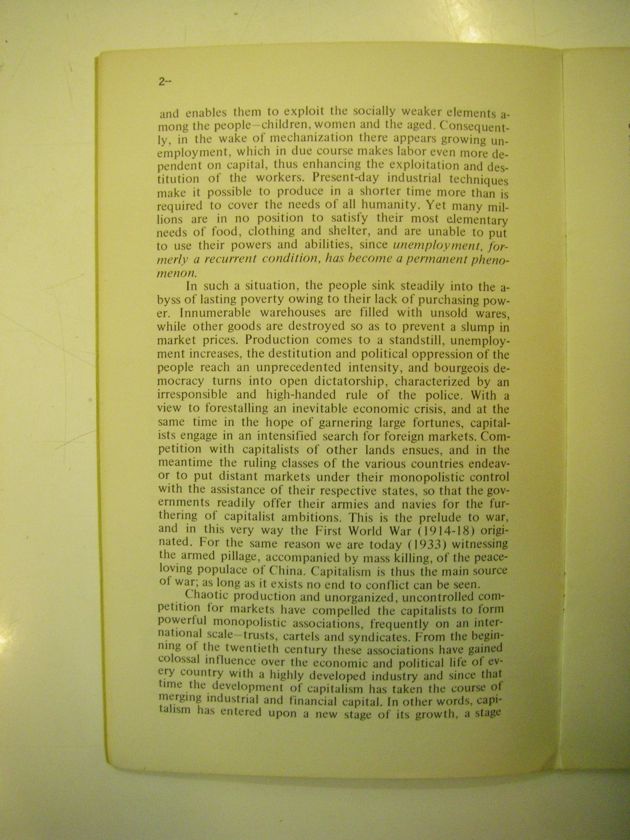 2--
and enables them to exploit the socially weaker elements a-
mong the people—children, women and the aged. Consequent-
ly, in the wake of mechanization there appears growing un-
employment, which in due course makes labor even more de-
pendent on capital, thus enhancing the exploitation and des-
titution of the workers. Present-day industrial techniques
make it possible to produce in a shorter time more than is
required to cover the needs of all humanity. Yet many mil-
lions are in no position to satisfy their most elementary
needs of food, clothing and shelter, and are unable to put
to use their powers and abilities, since unemployment, for-
merly a recurrent condition, has become a permanent pheno-
menon.
In such a situation, the people sink steadily into the a-
byss of lasting poverty owing to their lack of purchasing pow-
er. Innumerable warehouses are filled with unsold wares,
while other goods are destroyed so as to prevent a slump in
market prices. Production comes to a standstill, unemploy-
ment increases, the destitution and political oppression of the
people reach an unprecedented intensity, and bourgeois de-
mocracy turns into open dictatorship, characterized by an
irresponsible and high-handed rule of the police. With a
view to forestalling an inevitable economic crisis, and at the
same time in the hope of garnering large fortunes, capital-
ists engage in an intensified search for foreign markets. Com-
petition with capitalists of other lands ensues, and in the
meantime the ruling classes of the various countries endeav-
or to put distant markets under their monopolistic control
with the assistance of their respective states, so that the gov-
ernments readily offer their armies and navies for the fur-
thering of capitalist ambitions. This is the prelude to war,
and in this very way the First World War (1914-18) origi-
nated. For the same reason we are today (1933) witnessing
the armed pillage, accompanied by mass killing, of the peace-
loving populace of China. Capitalism is thus the main source
of war; as long as it exists no end to conflict can be seen.
Chaotic production and unorganized, uncontrolled com-
petition for markets have compelled the capitalists to form
powerful monopolistic associations, frequently on an inter-
national scale—trusts, cartels and syndicates. From the begin-
ning of the twentieth century these associations have gained
colossal influence over the economic and political life of ev-
ery country with a highly developed industry and since that
time the development of capitalism has taken the course of
merging industrial and financial capital. In other words, capi-
talism has entered upon a new stage of its growth, a stage